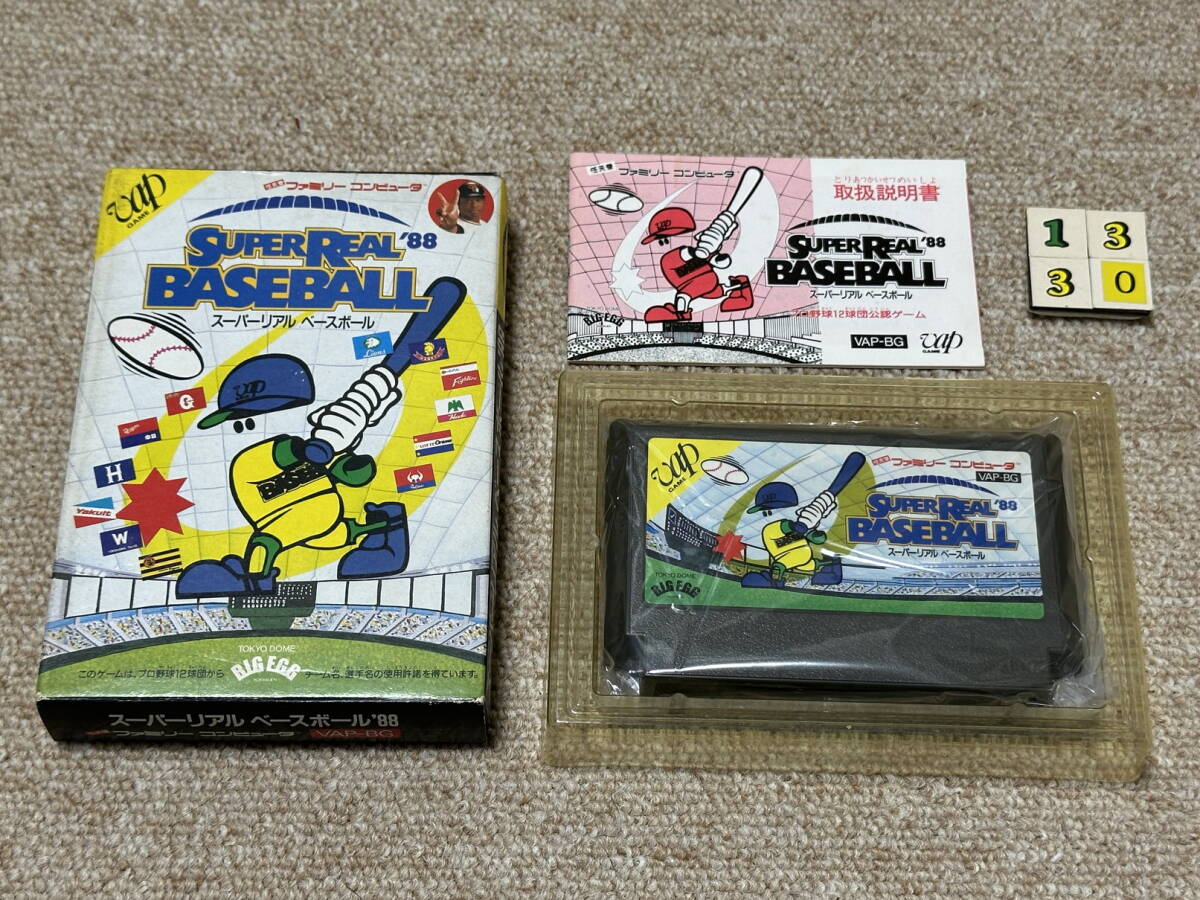 vap
GAME
任天堂 ファミリー コンピュータ
SUPER REAL '88
BASEBALL
スーパーリアル ベースボール
vap
Lions
Fighters
G
H
Yakult
W
BASE
TOKYO DOME
BIG EGG
このゲームは、プロ野球12球団から
チーム名、選手名の使用許諾を得ています。
スーパーリアル ベースボール'88
ファミリー コンピュータ VAP-BG
任天堂 ファミリー コンピュータ
とりあつかいせつめいしょ
取扱説明書
SUPER REAL '88
BASEBALL
スーパーリアル ベースボール
プロ野球12球団公認ゲーム
BIG EGG
VAP-BG
vap
GAME
1 3
3 0
vap
GAME
任天堂 ファミリー コンピュータ
VAP-BG
SUPER REAL '88
BASEBALL
スーパーリアル ベースボール
TOKYO DOME
BIG EGG